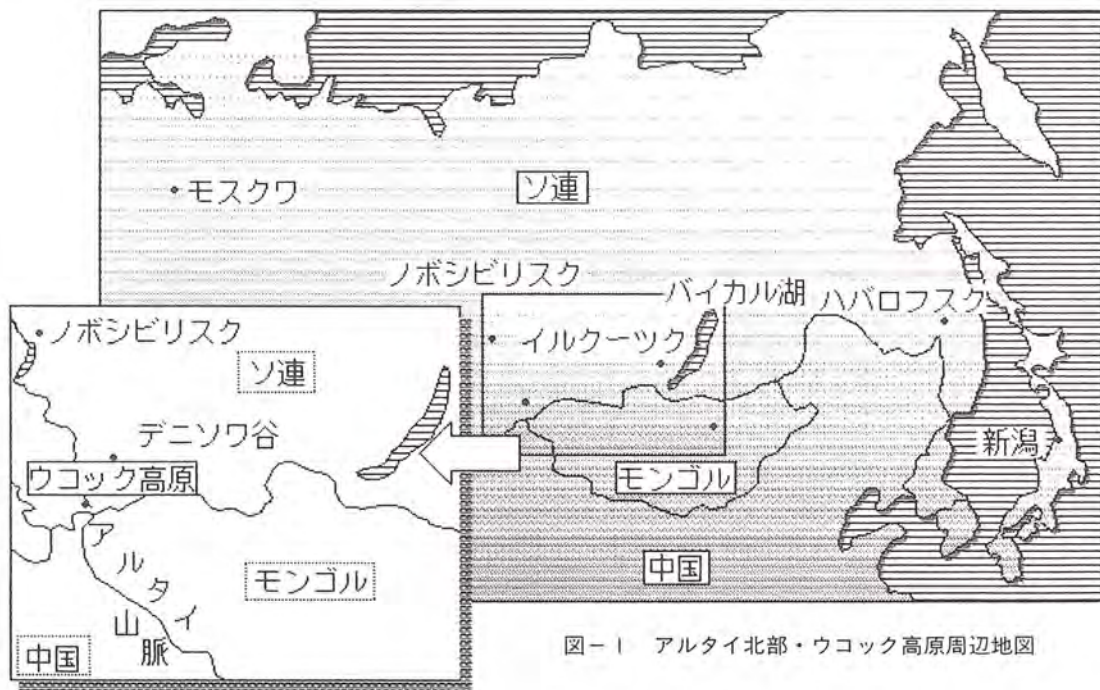 ソ連
モスクワ
ノボシビリスク
バイカル湖
ハバロフスク
イルクーツク
新潟
モンゴル
中国
ノボシビリスク
ソ連
デニソワ谷
ウコック高原
アルタイ
山脈
モンゴル
中国
図－1 アルタイ北部・ウコック高原周辺地図